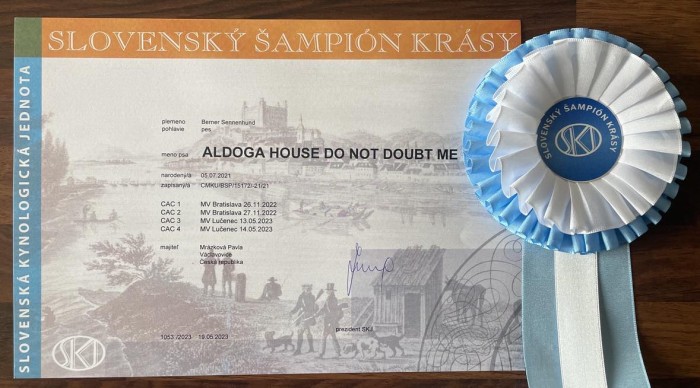 SLOVENSKÝ ŠAMPIÓN KRÁSY
SLOVENSKÁ KYNOLOGICKÁ JEDNOTA
plemeno Berner Sennenhund
pohlavie pes
meno psa ALDOGA HOUSE DO NOT DOUBT ME
narodený/á 05.07.2021
zapísaný/á CMKU/BSP/15172/-21/21
CAC 1 MV Bratislava 26.11.2022
CAC 2 MV Bratislava 27.11.2022
CAC 3 MV Lučenec 13.05.2023
CAC 4 MV Lučenec 14.05.2023
majiteľ Mrázková Pavla
Václavovice
Česká republika
1053 /2023 19.05.2023
prezident SKJ
SKJ
SLOVENSKÝ ŠAMPIÓN KRÁSY
SKJ